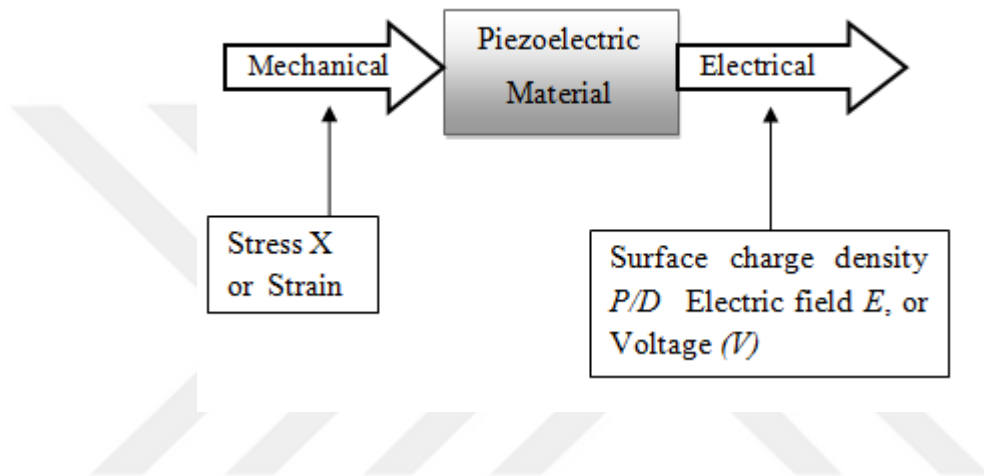 Mechanical
Piezoelectric
Material
Electrical
Stress X
or Strain
Surface charge density
P/D Electric field E, or
Voltage (V)